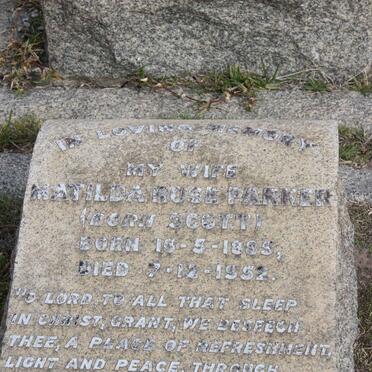 IN LOVING MEMORY
OF
MY WIFE
MATILDA ROSE PARKER
(BORN SCOTT)
BORN 19-5-1885,
DIED 7-12-1952.
"O LORD, TO ALL THAT SLEEP
IN CHRIST, GRANT, WE BESEECH
THEE, A PLACE OF REFRESHMENT,
LIGHT AND PEACE, THROUGH